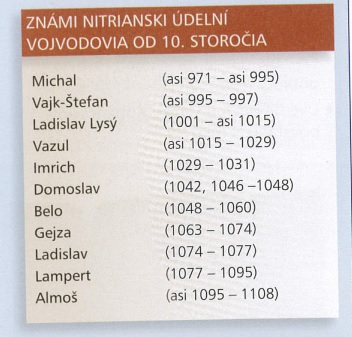 ZNÁMI NITRIANSKI ÚDELNÍ
VOJVODOVIA OD 10. STOROČIA
Michal (asi 971 – asi 995)
Vajk-Štefan (asi 995 – 997)
Ladislav Lysý (1001 – asi 1015)
Vazul (asi 1015 – 1029)
Imrich (1029 – 1031)
Domoslav (1042, 1046 –1048)
Belo (1048 – 1060)
Gejza (1063 – 1074)
Ladislav (1074 – 1077)
Lampert (1077 – 1095)
Almoš (asi 1095 – 1108)